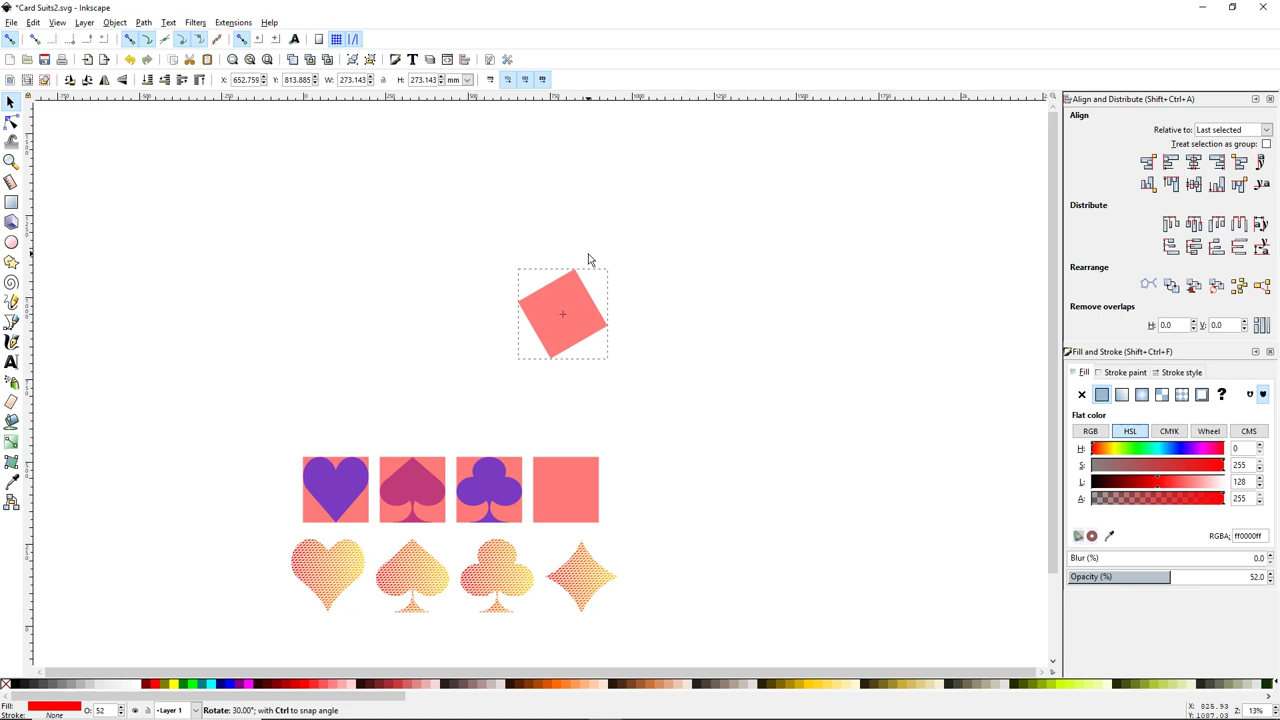 *Card Suits2.svg - Inkscape
File Edit View Layer Object Path Text Filters Extensions Help
X: 652.759 Y: 813.885 W: 273.143 H: 273.143 mm
Align and Distribute (Shift+Ctrl+A)
Align
Relative to: Last selected
Treat selection as group:
Distribute
Rearrange
Remove overlaps
H: 0.0 V: 0.0
Fill and Stroke (Shift+Ctrl+F)
Fill Stroke paint Stroke style
Flat color
RGB HSL CMYK Wheel CMS
H: 0
S: 255
L: 128
A: 255
RGBA: ff0000ff
Blur (%) 0.0
Opacity (%) 52.0
Fill:
Stroke: None
O: 52
Layer 1
Rotate: 30.00°; with Ctrl to snap angle
X: 826.93
Y: 1087.03
Z: 13%